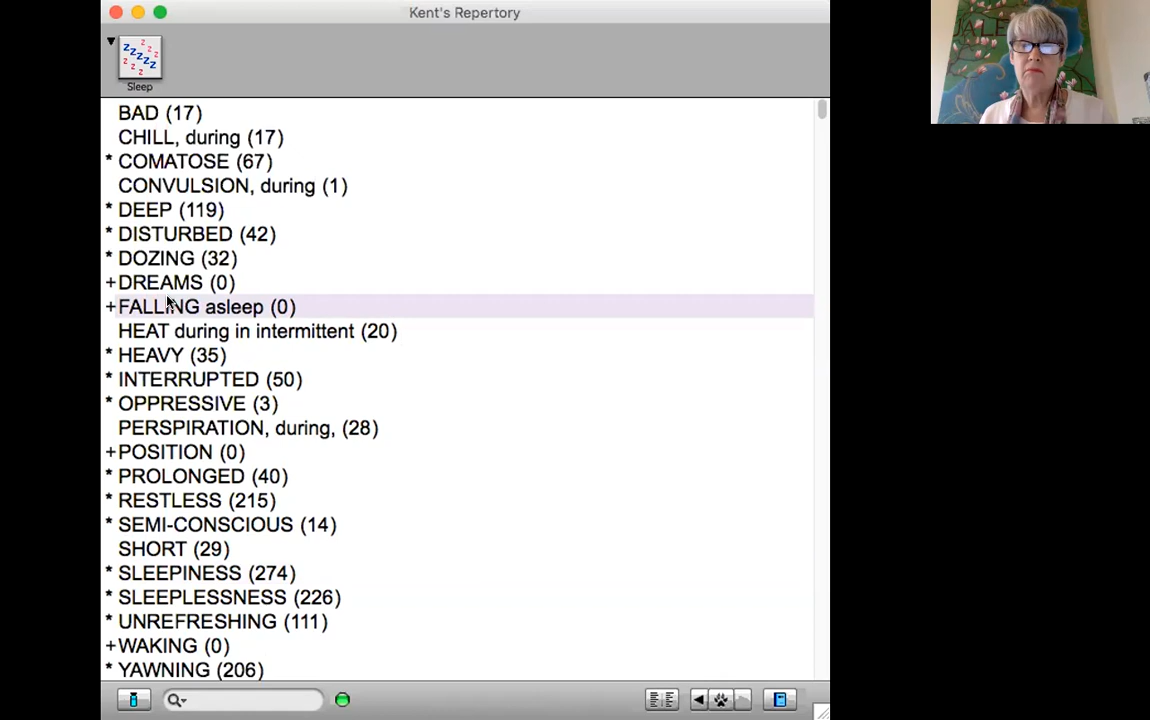 Kent's Repertory
Sleep
BAD (17)
CHILL, during (17)
* COMATOSE (67)
CONVULSION, during (1)
* DEEP (119)
* DISTURBED (42)
* DOZING (32)
+DREAMS (0)
+FALLING asleep (0)
HEAT during in intermittent (20)
* HEAVY (35)
* INTERRUPTED (50)
* OPPRESSIVE (3)
PERSPIRATION, during, (28)
+POSITION (0)
* PROLONGED (40)
* RESTLESS (215)
* SEMI-CONSCIOUS (14)
SHORT (29)
* SLEEPINESS (274)
* SLEEPLESSNESS (226)
* UNREFRESHING (111)
+WAKING (0)
* YAWNING (206)